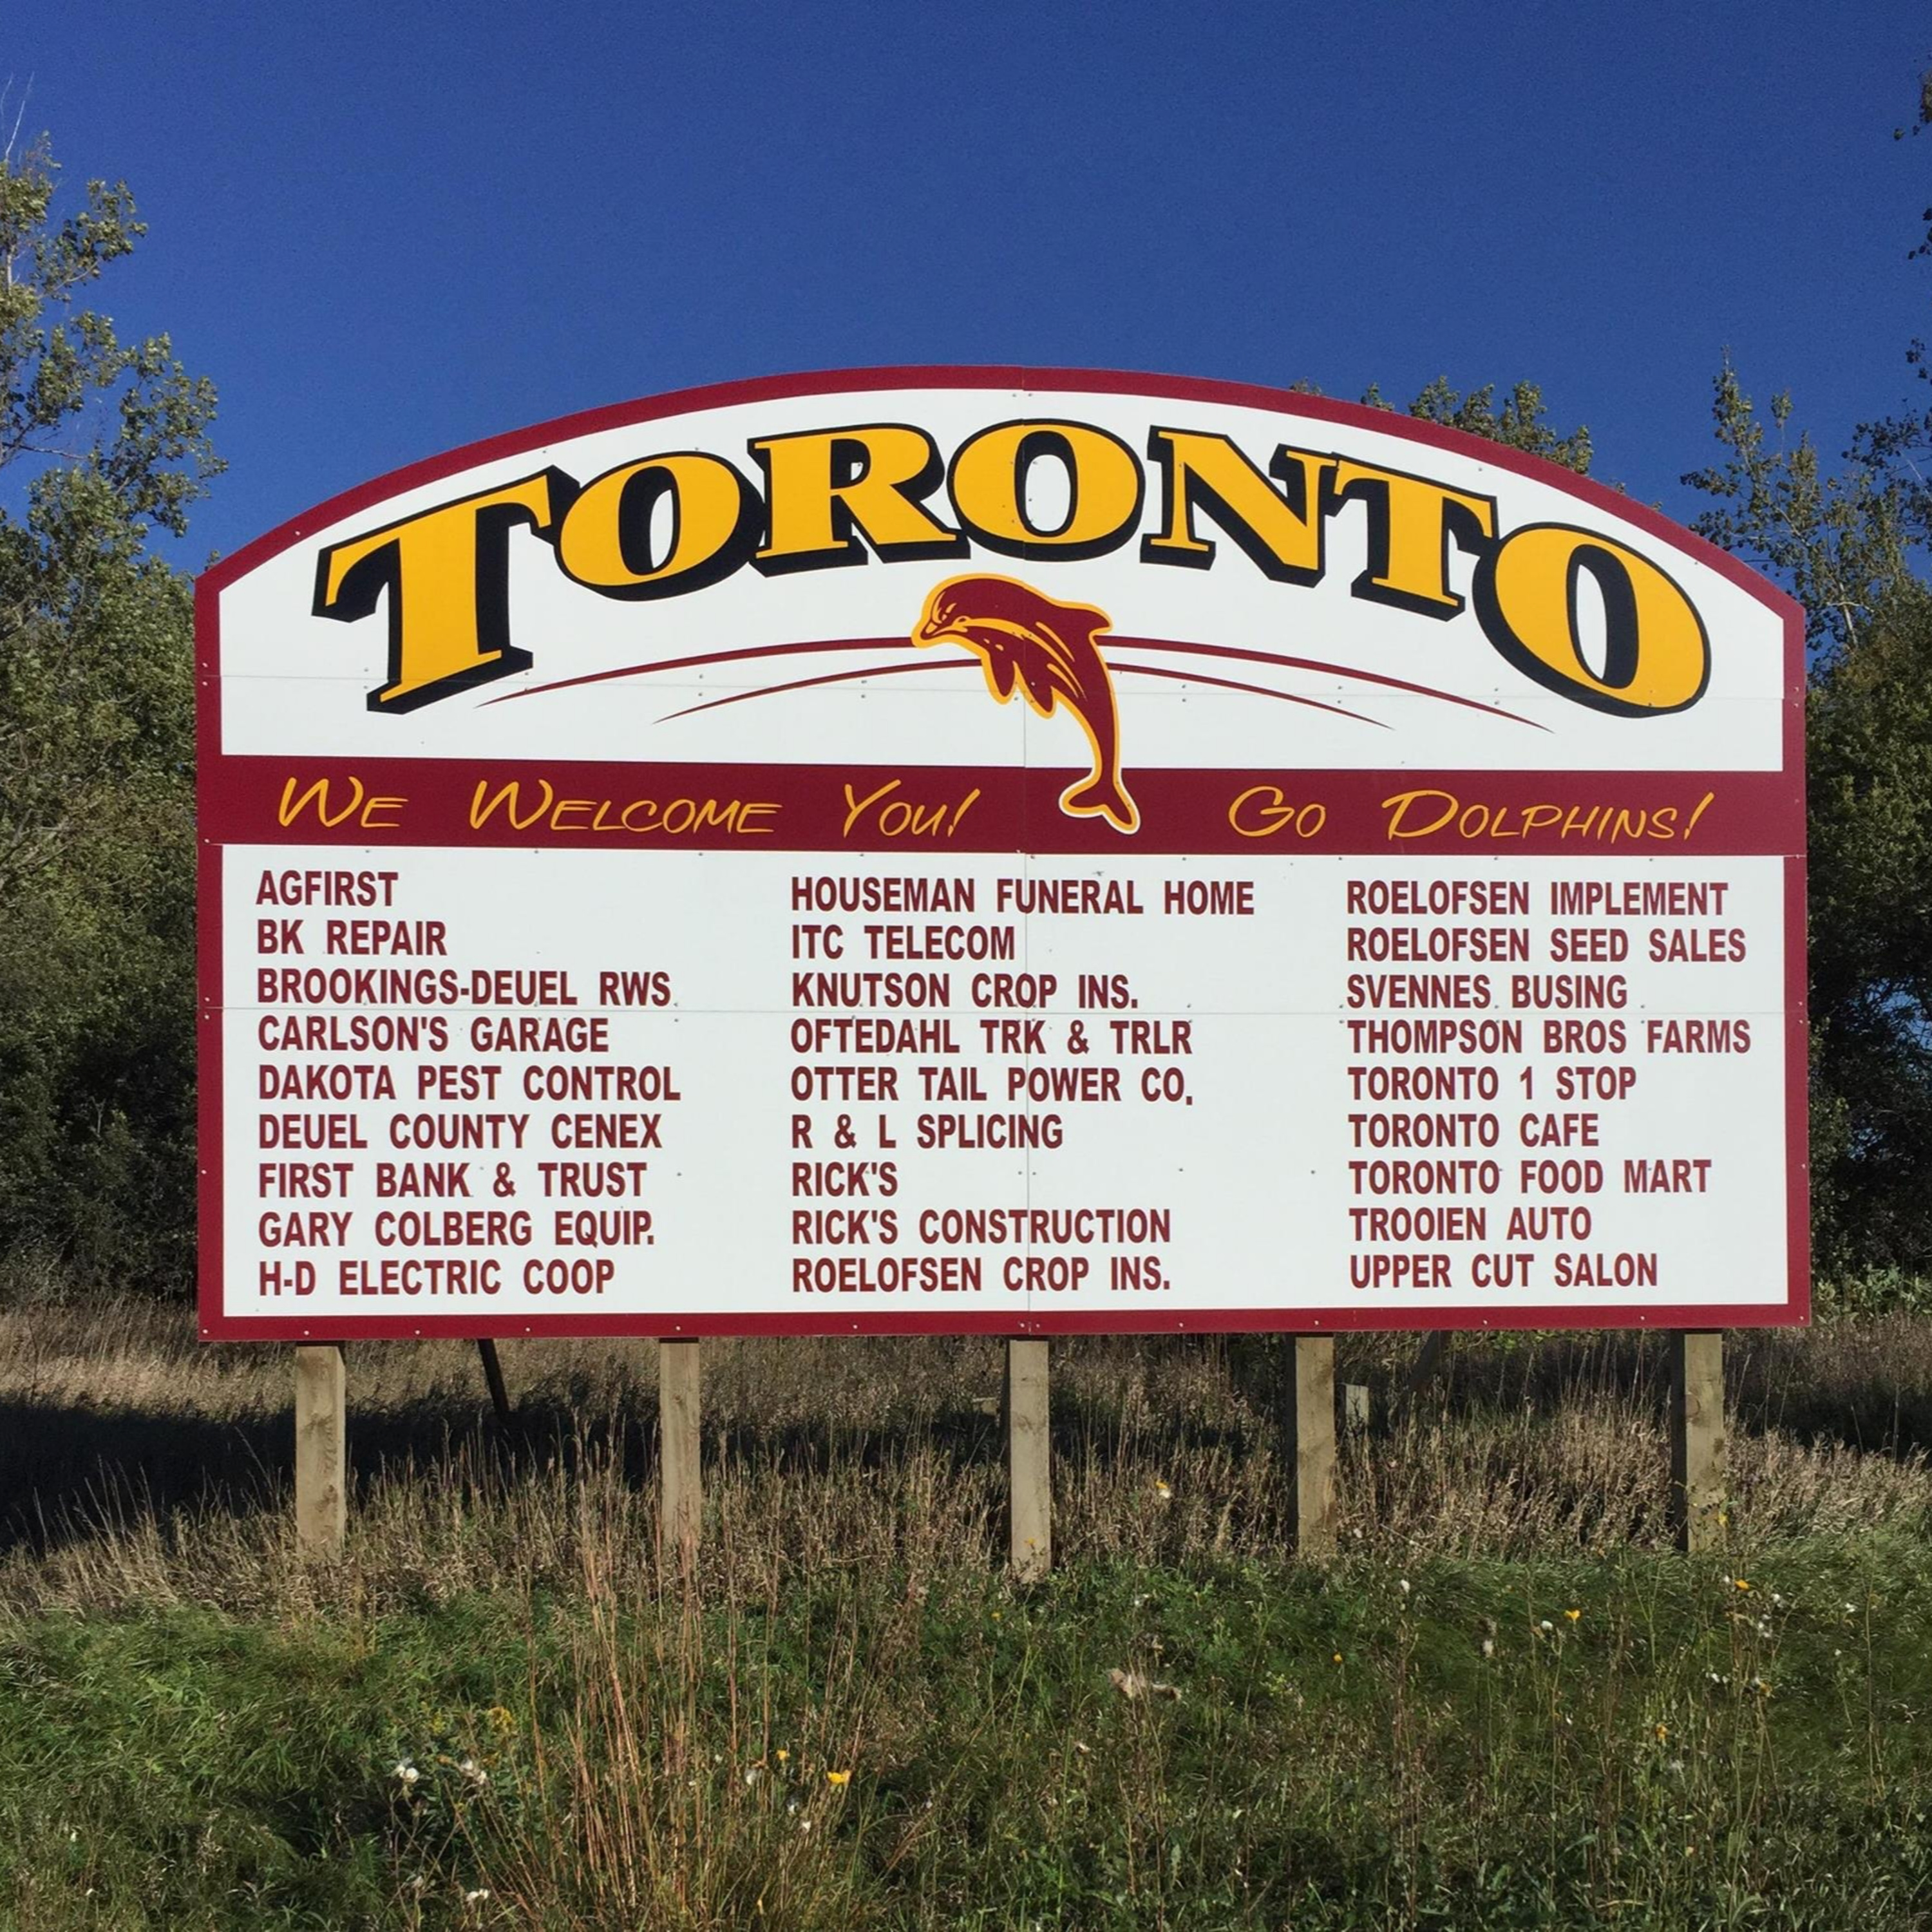 TORONTO
WE WELCOME YOU! GO DOLPHINS!
AGFIRST
BK REPAIR
BROOKINGS-DEUEL RWS
CARLSON'S GARAGE
DAKOTA PEST CONTROL
DEUEL COUNTY CENEX
FIRST BANK & TRUST
GARY COLBERG EQUIP.
H-D ELECTRIC COOP
HOUSEMAN FUNERAL HOME
ITC TELECOM
KNUTSON CROP INS.
OFTEDAHL TRK & TRLR
OTTER TAIL POWER CO.
R & L SPLICING
RICK'S
RICK'S CONSTRUCTION
ROELOFSEN CROP INS.
ROELOFSEN IMPLEMENT
ROELOFSEN SEED SALES
SVENNES BUSING
THOMPSON BROS FARMS
TORONTO 1 STOP
TORONTO CAFE
TORONTO FOOD MART
TROOIEN AUTO
UPPER CUT SALON